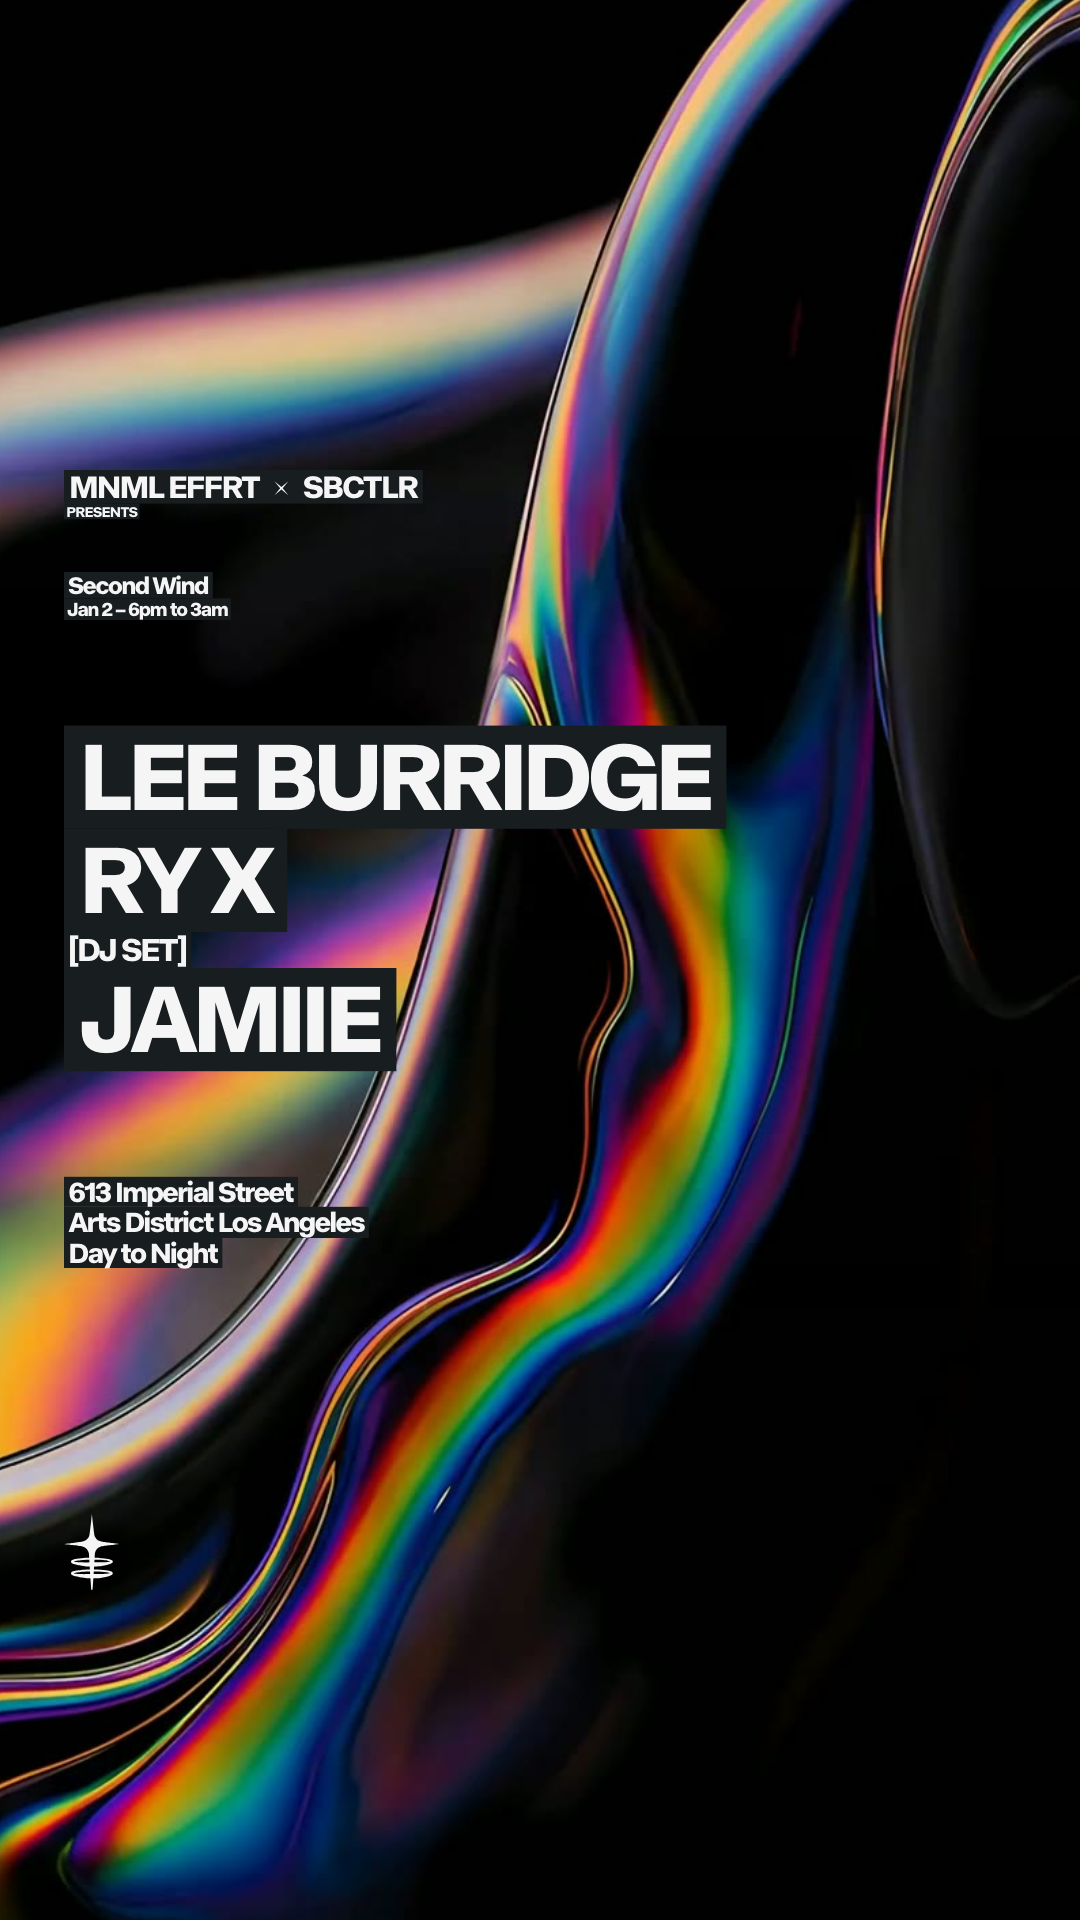 MNML EFFRT × SBCTLR
PRESENTS
Second Wind
Jan 2 – 6pm to 3am
LEE BURRIDGE
RY X
[DJ SET]
JAMIIE
613 Imperial Street
Arts District Los Angeles
Day to Night